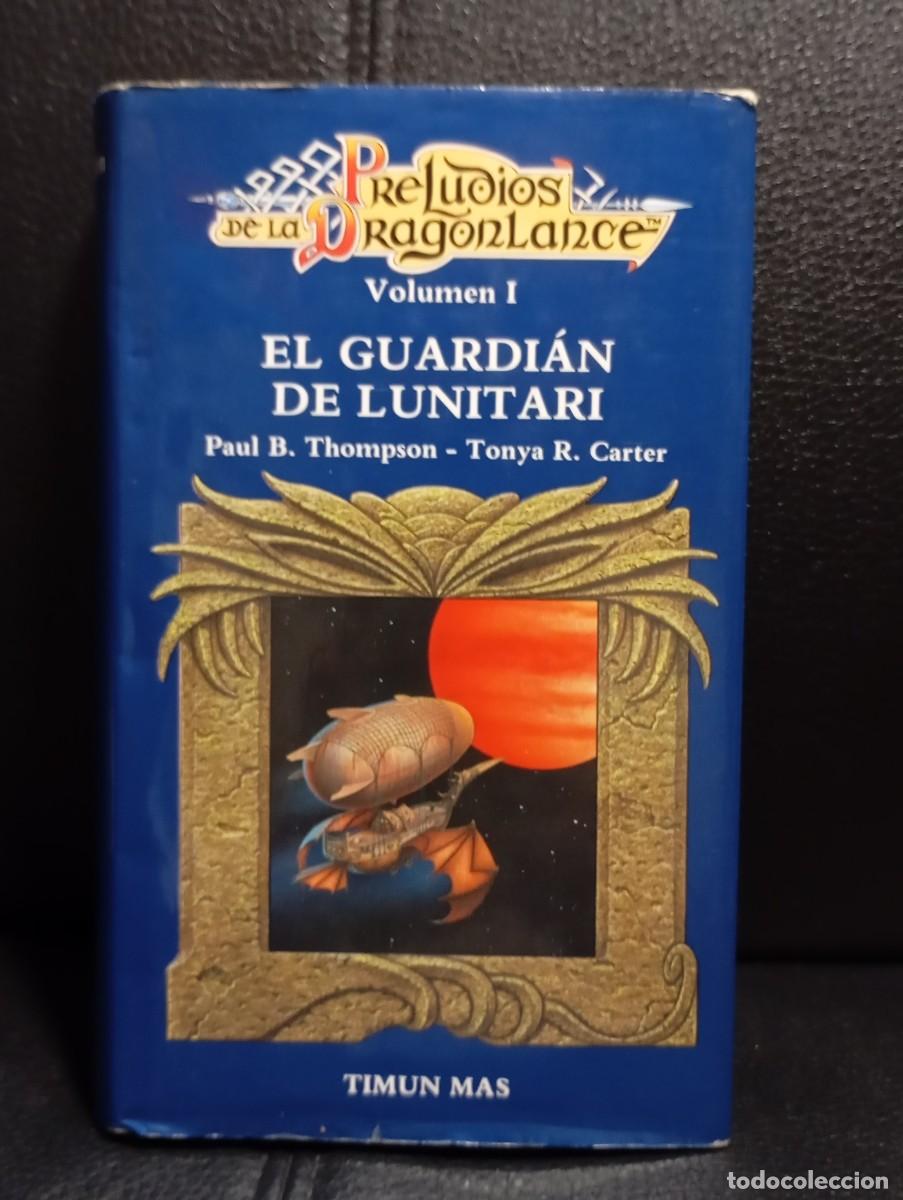 Preludios
de la Dragonlance™
Volumen I
EL GUARDIÁN
DE LUNITARI
Paul B. Thompson - Tonya R. Carter
TIMUN MAS
todocoleccion